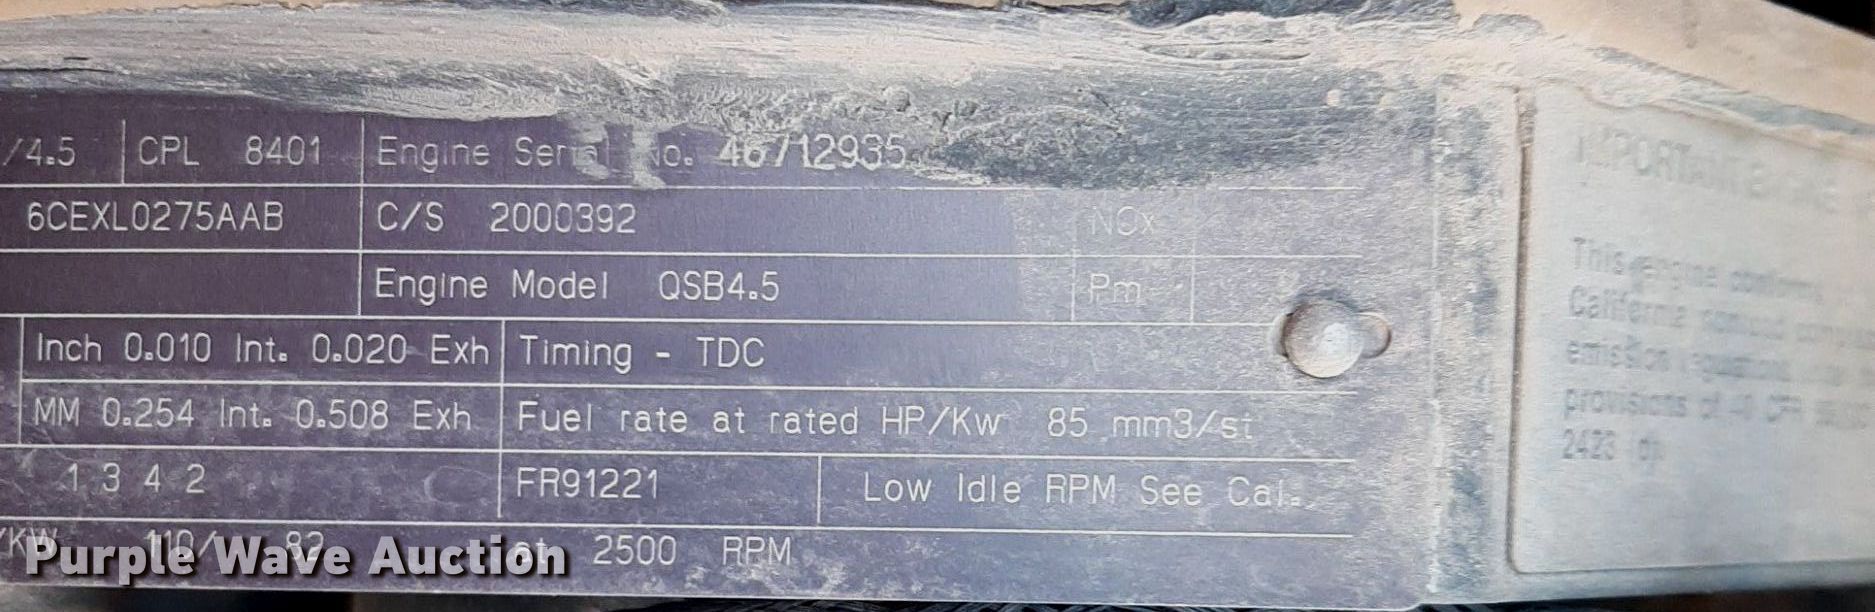 /4.5 CPL 8401 Engine Serial No. 46712935
6CEXL0275AAB C/S 2000392 NOx
Engine Model QSB4.5 Pm
Inch 0.010 Int. 0.020 Exh Timing - TDC
MM 0.254 Int. 0.508 Exh Fuel rate at rated HP/Kw 85 mm3/st
1 3 4 2 FR91221 Low Idle RPM See Cal.
/KW 110/ 82 at 2500 RPM
Purple Wave Auction
IMPORTANT
This engine conforms
California
emission
provisions of 40 CFR
2423 (d)